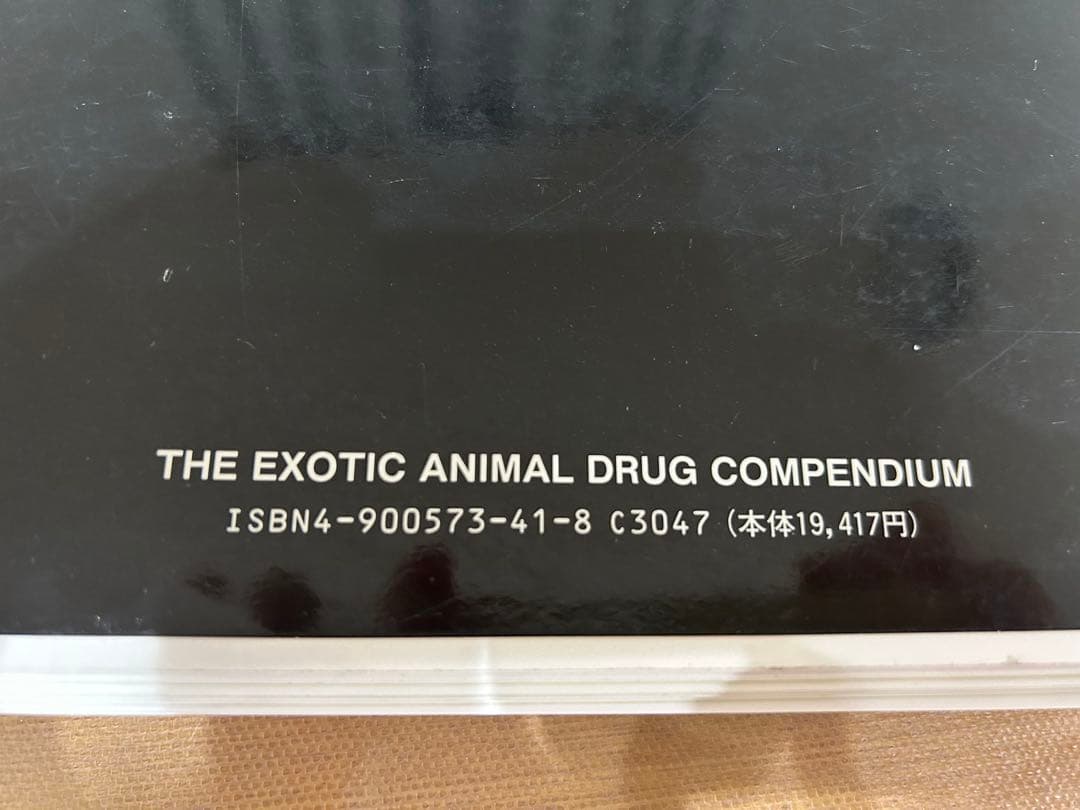 THE EXOTIC ANIMAL DRUG COMPENDIUM
ISBN4-900573-41-8 C3047 (本体19,417円)